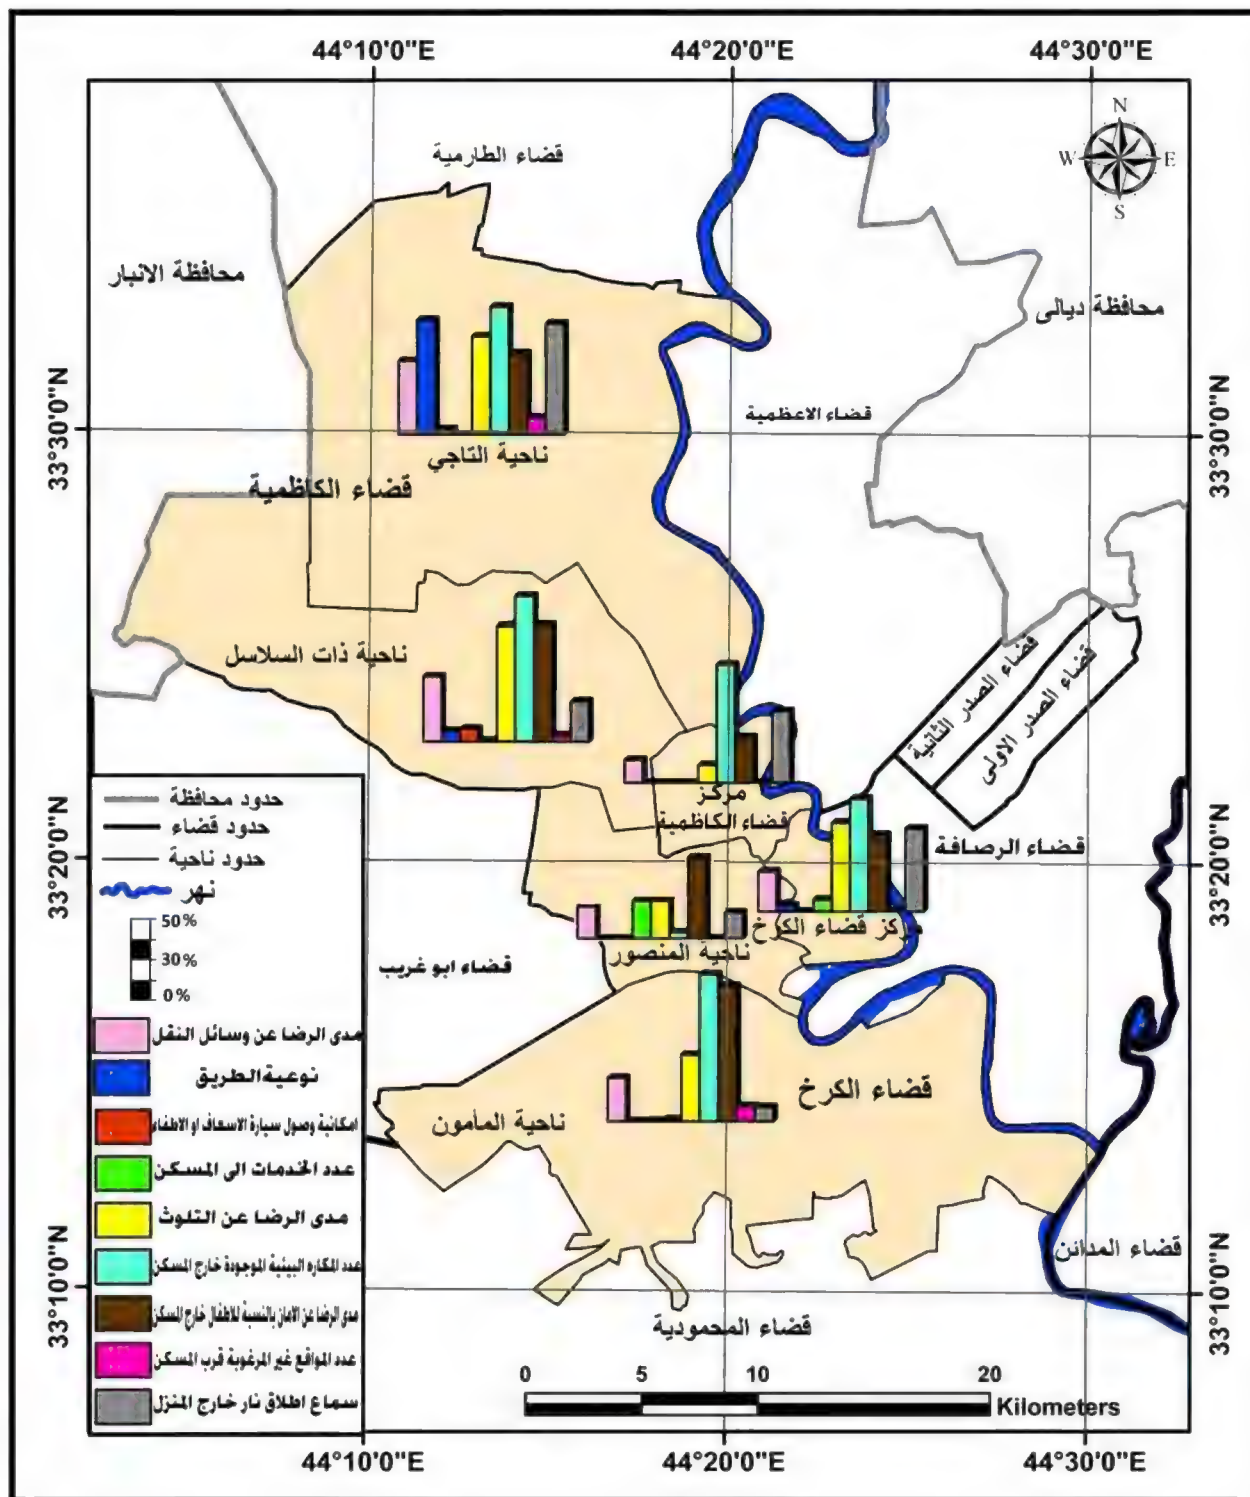 44°10'0"E 44°20'0"E 44°30'0"E
N
W E
S
قضاء الطارمية
محافظة الانبار
محافظة ديالى
33°30'0"N
قضاء الاعظمية
33°30'0"N
ناحية التاجي
قضاء الكاظمية
ناحية ذات السلاسل
قضاء الصدر الثانية
قضاء الصدر الاولى
مركز
قضاء الكاظمية
33°20'0"N
قضاء الرصافة
33°20'0"N
مركز قضاء الكرخ
ناحية المنصور
قضاء ابو غريب
قضاء الكرخ
ناحية المأمون
قضاء المدائن
33°10'0"N
33°10'0"N
قضاء المحمودية
حدود محافظة
حدود قضاء
حدود ناحية
نهر
50%
30%
0%
مدى الرضا عن وسائل النقل
نوعية الطريق
امكانية وصول سيارة الاسعاف او الاطفاء
عدد الخدمات الى المسكن
مدى الرضا عن التلوث
عدد المكاره البيئية الموجودة خارج المسكن
مدى الرضا عن الامان بالنسبة للاطفال خارج المسكن
عدد المواقع غير المرغوبة قرب المسكن
سماع اطلاق نار خارج المنزل
0 5 10 20
Kilometers
44°10'0"E 44°20'0"E 44°30'0"E